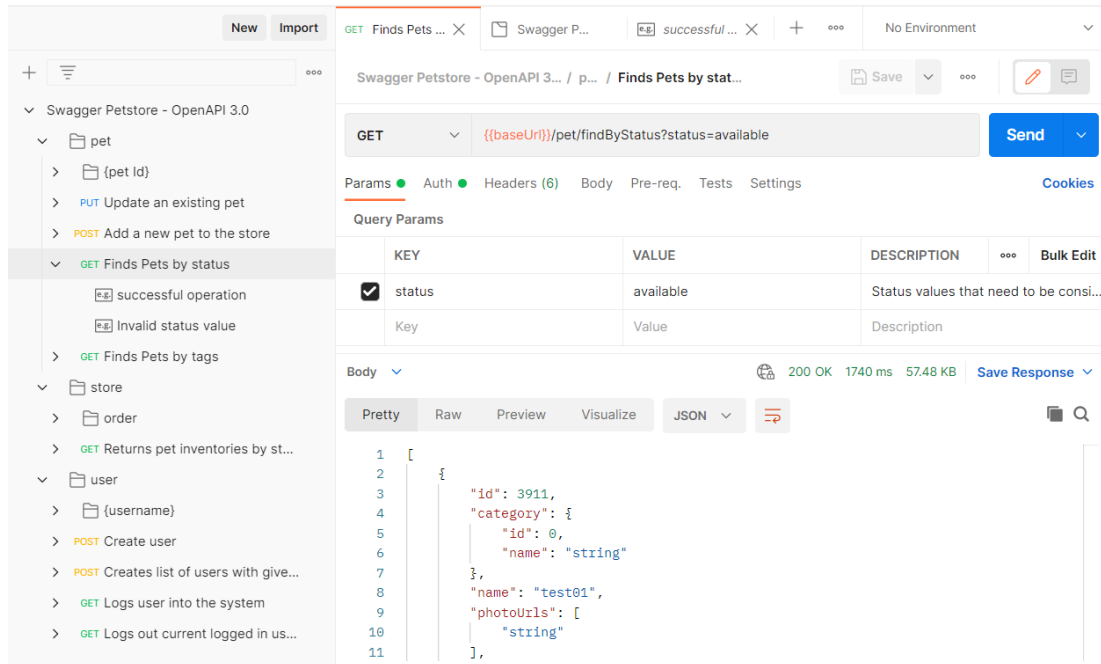 New Import
Swagger Petstore - OpenAPI 3.0
pet
{pet Id}
PUT Update an existing pet
POST Add a new pet to the store
GET Finds Pets by status
e.g. successful operation
e.g. Invalid status value
GET Finds Pets by tags
store
order
GET Returns pet inventories by st...
user
{username}
POST Create user
POST Creates list of users with give...
GET Logs user into the system
GET Logs out current logged in us...
GET Finds Pets ... Swagger P... e.g. successful ... No Environment
Swagger Petstore - OpenAPI 3... / p... / Finds Pets by stat... Save
GET {{baseUrl}}/pet/findByStatus?status=available Send
Params Auth Headers (6) Body Pre-req. Tests Settings Cookies
Query Params
KEY VALUE DESCRIPTION Bulk Edit
status available Status values that need to be consi...
Key Value Description
Body 200 OK 1740 ms 57.48 KB Save Response
Pretty Raw Preview Visualize JSON
1 [
2 {
3 "id": 3911,
4 "category": {
5 "id": 0,
6 "name": "string"
7 },
8 "name": "test01",
9 "photoUrls": [
10 "string"
11 ],